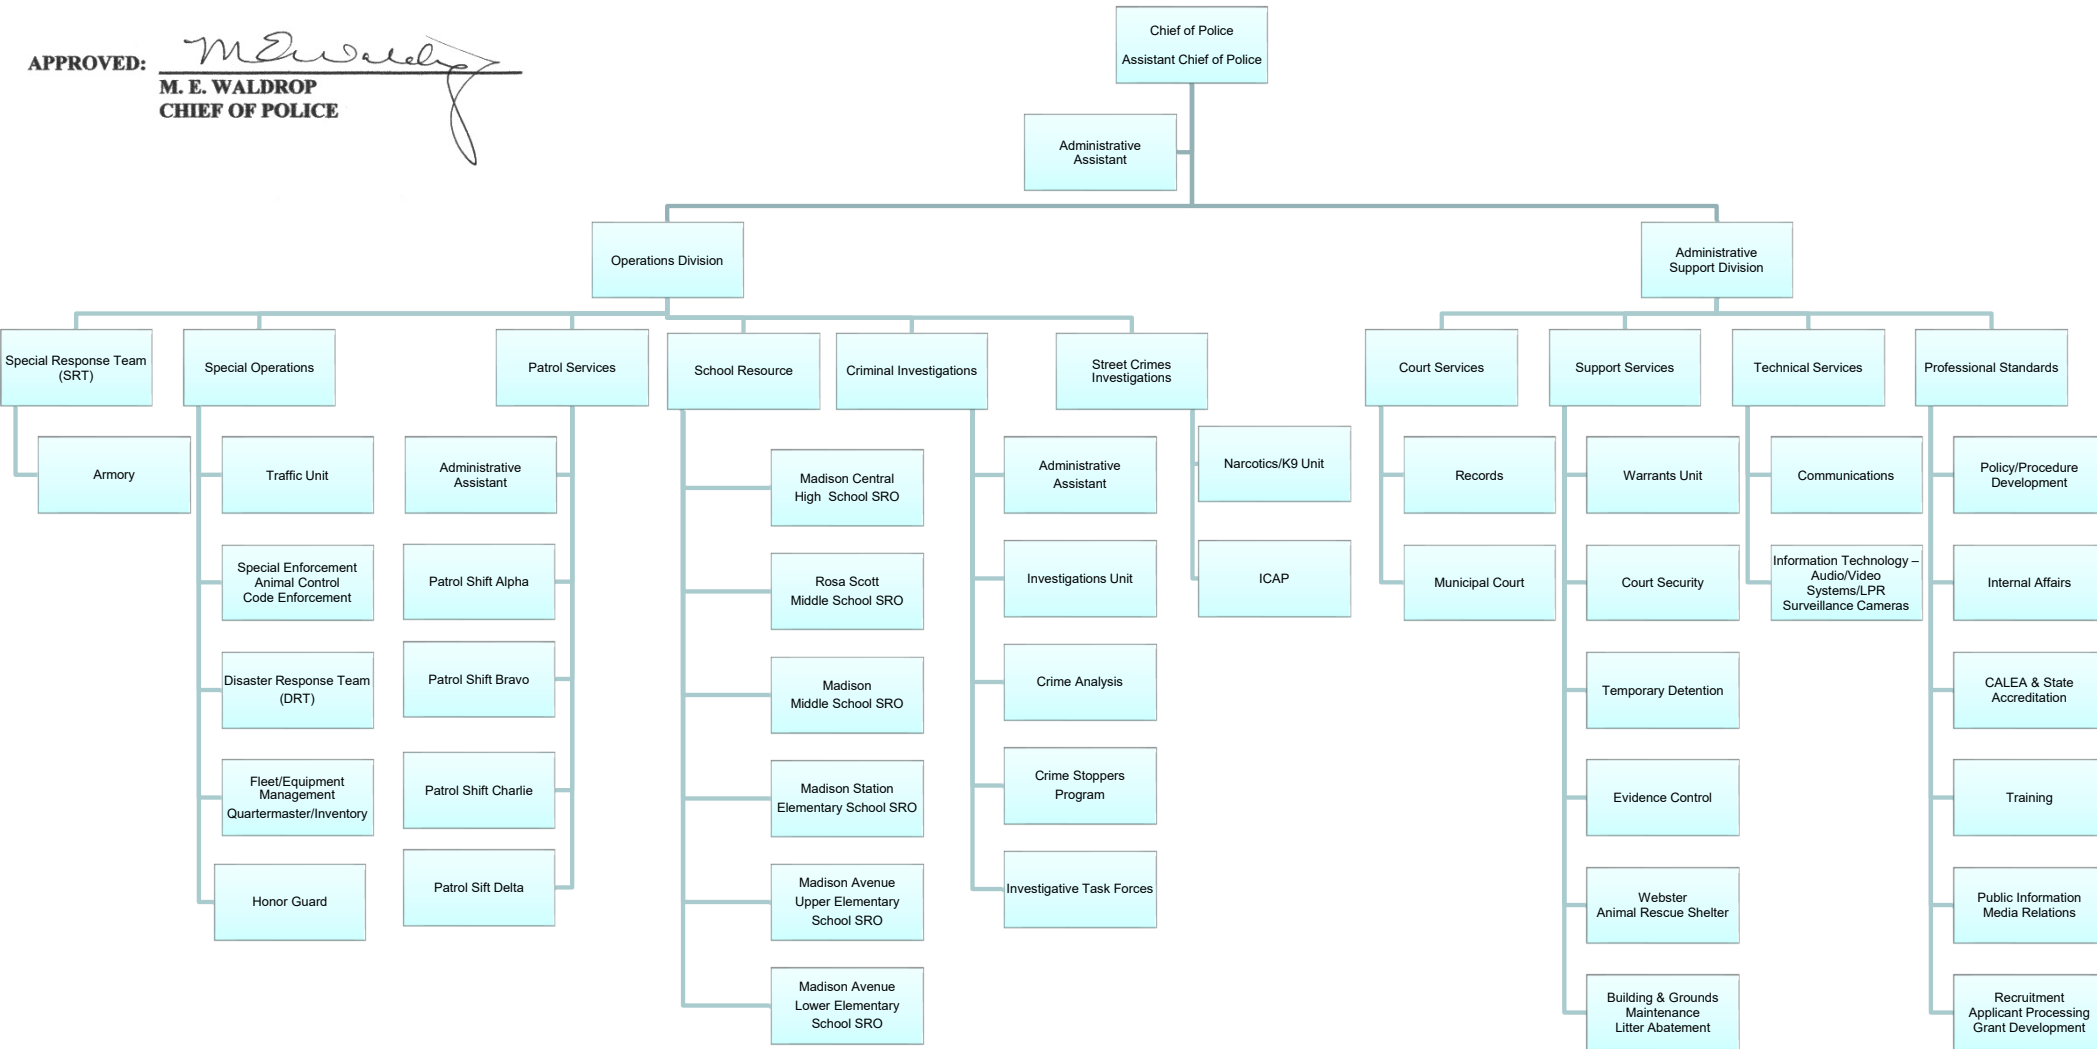 APPROVED: M E Waldrop
M. E. WALDROP
CHIEF OF POLICE
Chief of Police
Assistant Chief of Police
Administrative
Assistant
Operations Division
Administrative
Support Division
Special Response Team
(SRT)
Special Operations
Patrol Services
School Resource
Criminal Investigations
Street Crimes
Investigations
Court Services
Support Services
Technical Services
Professional Standards
Armory
Traffic Unit
Special Enforcement
Animal Control
Code Enforcement
Disaster Response Team
(DRT)
Fleet/Equipment
Management
Quartermaster/Inventory
Honor Guard
Administrative
Assistant
Patrol Shift Alpha
Patrol Shift Bravo
Patrol Shift Charlie
Patrol Sift Delta
Madison Central
High School SRO
Rosa Scott
Middle School SRO
Madison
Middle School SRO
Madison Station
Elementary School SRO
Madison Avenue
Upper Elementary
School SRO
Madison Avenue
Lower Elementary
School SRO
Administrative
Assistant
Investigations Unit
Crime Analysis
Crime Stoppers
Program
Investigative Task Forces
Narcotics/K9 Unit
ICAP
Records
Municipal Court
Warrants Unit
Court Security
Temporary Detention
Evidence Control
Webster
Animal Rescue Shelter
Building & Grounds
Maintenance
Litter Abatement
Communications
Information Technology –
Audio/Video
Systems/LPR
Surveillance Cameras
Policy/Procedure
Development
Internal Affairs
CALEA & State
Accreditation
Training
Public Information
Media Relations
Recruitment
Applicant Processing
Grant Development